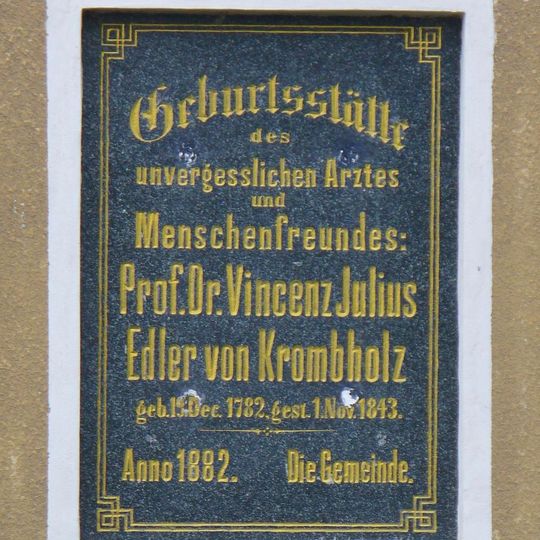 Geburtsstätte
des
unvergesslichen Arztes
und
Menschenfreundes:
Prof. Dr. Vincenz Julius
Edler von Krombholz
geb. 19. Dec. 1782, gest. 1. Nov. 1843.
Anno 1882. Die Gemeinde.